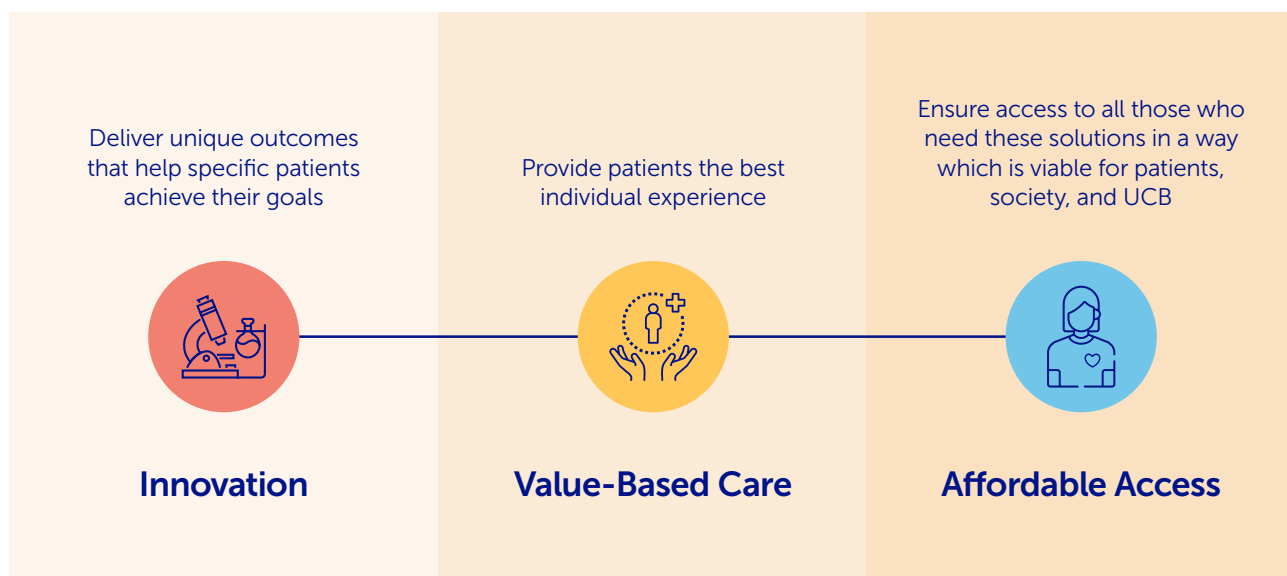 Deliver unique outcomes
that help specific patients
achieve their goals
Innovation
Provide patients the best
individual experience
Value-Based Care
Ensure access to all those who
need these solutions in a way
which is viable for patients,
society, and UCB
Affordable Access